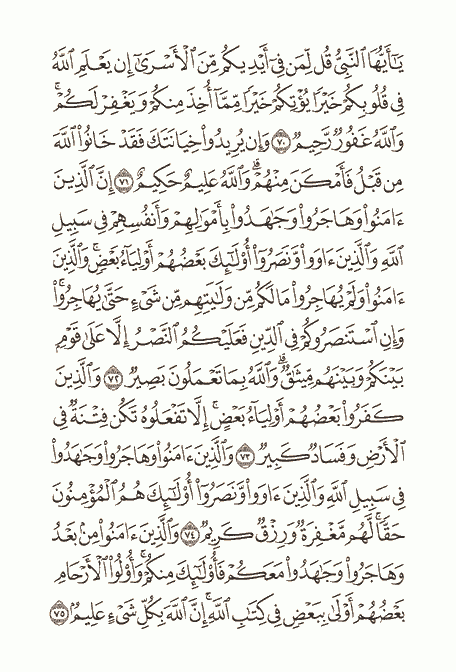 يَٰٓأَيُّهَا ٱلنَّبِيُّ قُل لِّمَن فِيٓ أَيْدِيكُم مِّنَ ٱلْأَسْرَىٰٓ إِن يَعْلَمِ ٱللَّهُ
فِي قُلُوبِكُمْ خَيْرًا يُؤْتِكُمْ خَيْرًا مِّمَّآ أُخِذَ مِنكُمْ وَيَغْفِرْ لَكُمْۗ
وَٱللَّهُ غَفُورٌ رَّحِيمٌ ٧٠ وَإِن يُرِيدُواْ خِيَانَتَكَ فَقَدْ خَانُواْ ٱللَّهَ
مِن قَبْلُ فَأَمْكَنَ مِنْهُمْۗ وَٱللَّهُ عَلِيمٌ حَكِيمٌ ٧١ إِنَّ ٱلَّذِينَ
ءَامَنُواْ وَهَاجَرُواْ وَجَٰهَدُواْ بِأَمْوَٰلِهِمْ وَأَنفُسِهِمْ فِي سَبِيلِ
ٱللَّهِ وَٱلَّذِينَ ءَاوَواْ وَّنَصَرُوٓاْ أُوْلَٰٓئِكَ بَعْضُهُمْ أَوْلِيَآءُ بَعْضٍۚ وَٱلَّذِينَ
ءَامَنُواْ وَلَمْ يُهَاجِرُواْ مَا لَكُم مِّن وَلَٰيَتِهِم مِّن شَيْءٍ حَتَّىٰ يُهَاجِرُواْۚ
وَإِنِ ٱسْتَنصَرُوكُمْ فِي ٱلدِّينِ فَعَلَيْكُمُ ٱلنَّصْرُ إِلَّا عَلَىٰ قَوْمٍۭ
بَيْنَكُمْ وَبَيْنَهُم مِّيثَٰقٌۗ وَٱللَّهُ بِمَا تَعْمَلُونَ بَصِيرٌ ٧٢ وَٱلَّذِينَ
كَفَرُواْ بَعْضُهُمْ أَوْلِيَآءُ بَعْضٍۚ إِلَّا تَفْعَلُوهُ تَكُن فِتْنَةٌ فِي
ٱلْأَرْضِ وَفَسَادٌ كَبِيرٌ ٧٣ وَٱلَّذِينَ ءَامَنُواْ وَهَاجَرُواْ وَجَٰهَدُواْ
فِي سَبِيلِ ٱللَّهِ وَٱلَّذِينَ ءَاوَواْ وَّنَصَرُوٓاْ أُوْلَٰٓئِكَ هُمُ ٱلْمُؤْمِنُونَ
حَقًّاۚ لَّهُم مَّغْفِرَةٌ وَرِزْقٌ كَرِيمٌ ٧٤ وَٱلَّذِينَ ءَامَنُواْ مِنۢ بَعْدُ
وَهَاجَرُواْ وَجَٰهَدُواْ مَعَكُمْ فَأُوْلَٰٓئِكَ مِنكُمْۚ وَأُوْلُواْ ٱلْأَرْحَامِ
بَعْضُهُمْ أَوْلَىٰ بِبَعْضٍ فِي كِتَٰبِ ٱللَّهِۚ إِنَّ ٱللَّهَ بِكُلِّ شَيْءٍ عَلِيمٌۢ ٧٥